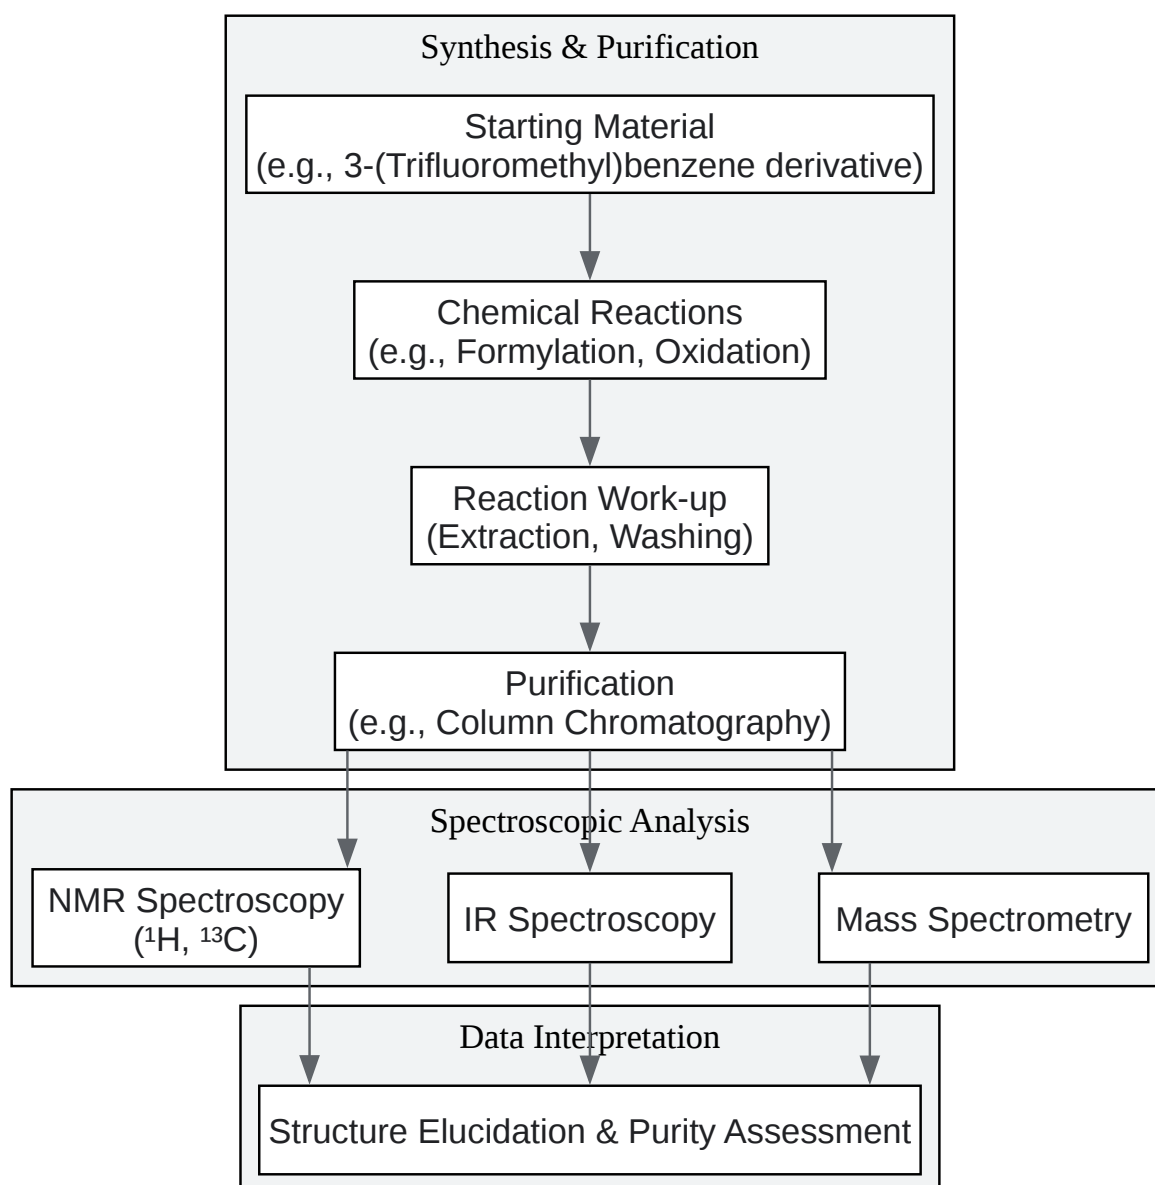 Synthesis & Purification
Starting Material
(e.g., 3-(Trifluoromethyl)benzene derivative)
Chemical Reactions
(e.g., Formylation, Oxidation)
Reaction Work-up
(Extraction, Washing)
Purification
(e.g., Column Chromatography)
Spectroscopic Analysis
NMR Spectroscopy
(¹H, ¹³C)
IR Spectroscopy
Mass Spectrometry
Data Interpretation
Structure Elucidation & Purity Assessment